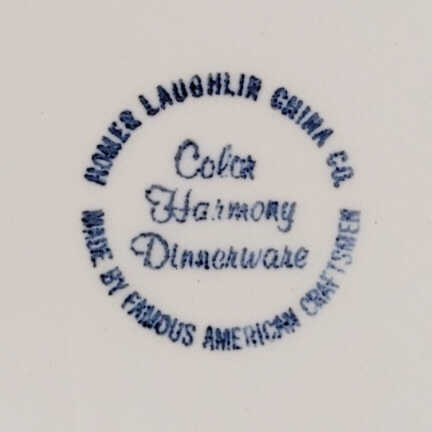 HOMER LAUGHLIN CHINA CO.
Color
Harmony
Dinnerware
MADE BY FAMOUS AMERICAN CRAFTSMEN